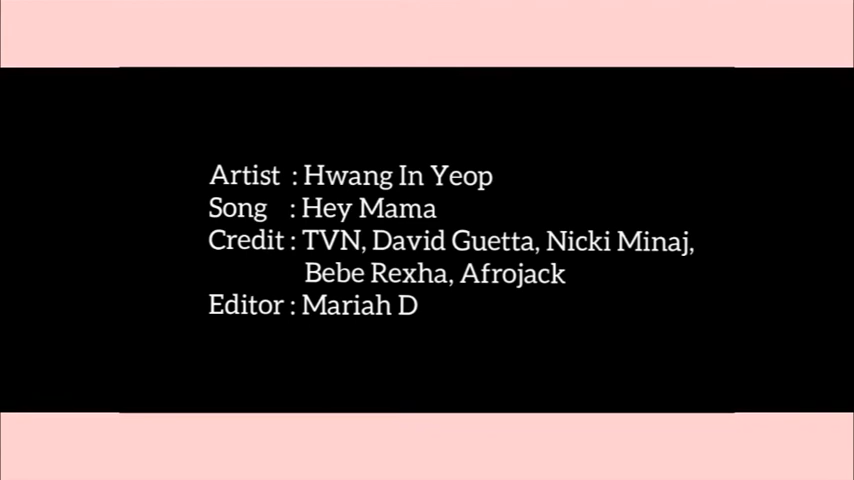 Artist : Hwang In Yeop
Song : Hey Mama
Credit : TVN, David Guetta, Nicki Minaj,
Bebe Rexha, Afrojack
Editor : Mariah D